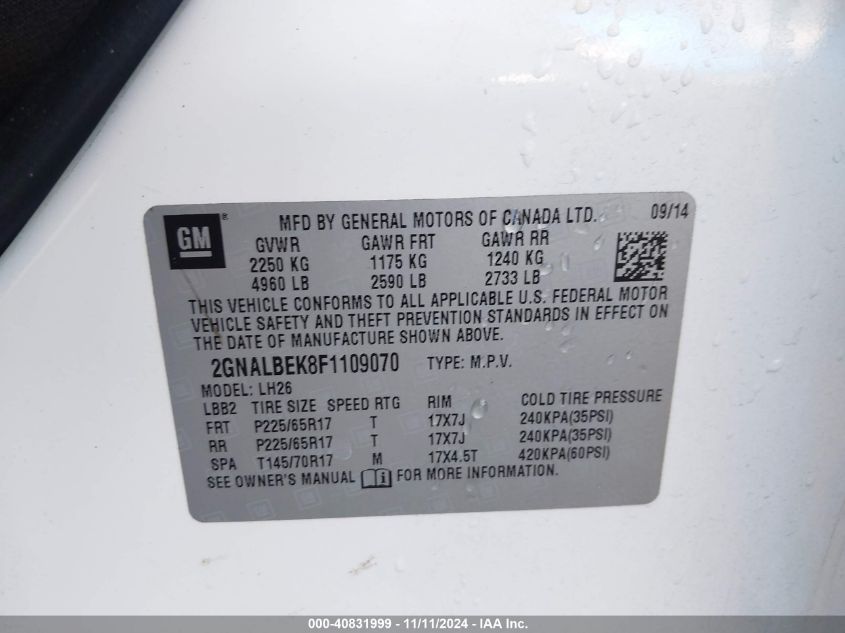 GM ® MFD BY GENERAL MOTORS OF CANADA LTD. 09/14
GVWR GAWR FRT GAWR RR
2250 KG 1175 KG 1240 KG
4960 LB 2590 LB 2733 LB
THIS VEHICLE CONFORMS TO ALL APPLICABLE U.S. FEDERAL MOTOR
VEHICLE SAFETY AND THEFT PREVENTION STANDARDS IN EFFECT ON
THE DATE OF MANUFACTURE SHOWN ABOVE.
2GNALBEK8F1109070 TYPE: M.P.V.
MODEL: LH26
LBB2 TIRE SIZE SPEED RTG RIM COLD TIRE PRESSURE
FRT P225/65R17 T 17X7J 240KPA(35PSI)
RR P225/65R17 T 17X7J 240KPA(35PSI)
SPA T145/70R17 M 17X4.5T 420KPA(60PSI)
SEE OWNER'S MANUAL i FOR MORE INFORMATION.
000-40831999 - 11/11/2024 - IAA Inc.